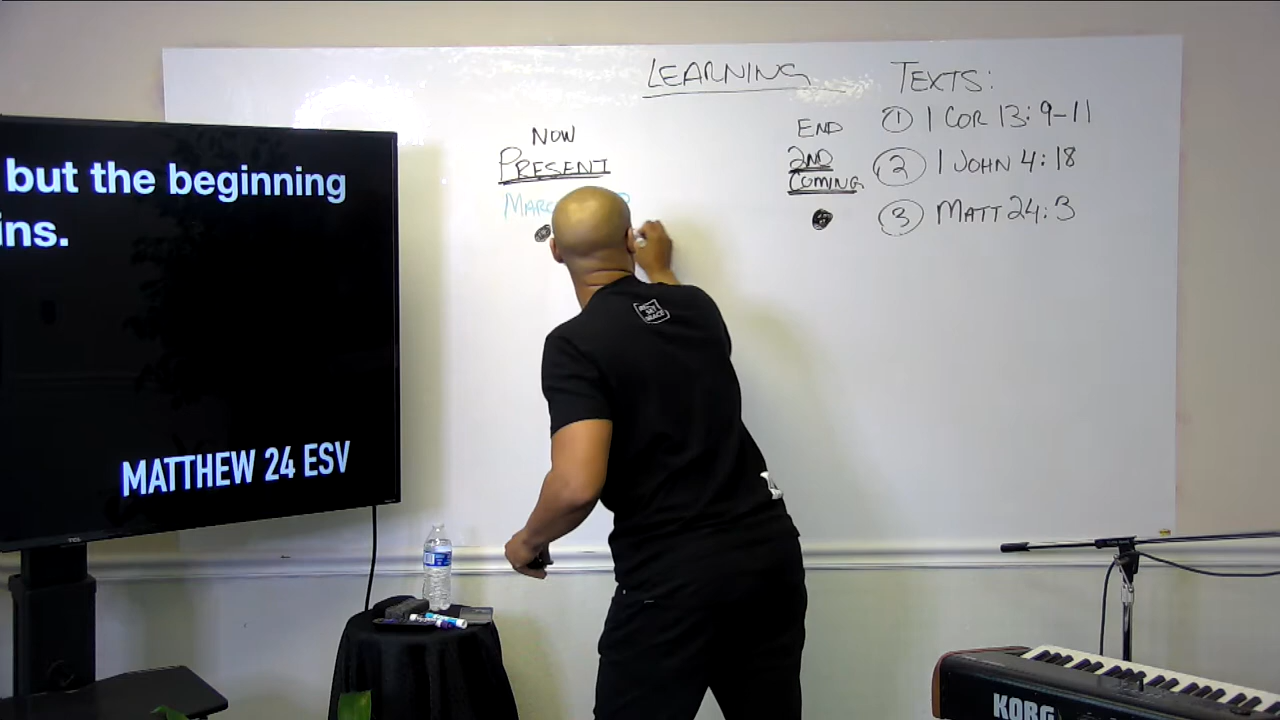 but the beginning
ins.
MATTHEW 24 ESV
TCL
LEARNING
NOW
PRESENT
END
2ND
COMING
TEXTS:
① 1 COR 13:9-11
② 1 JOHN 4:18
③ MATT 24:3
KORG